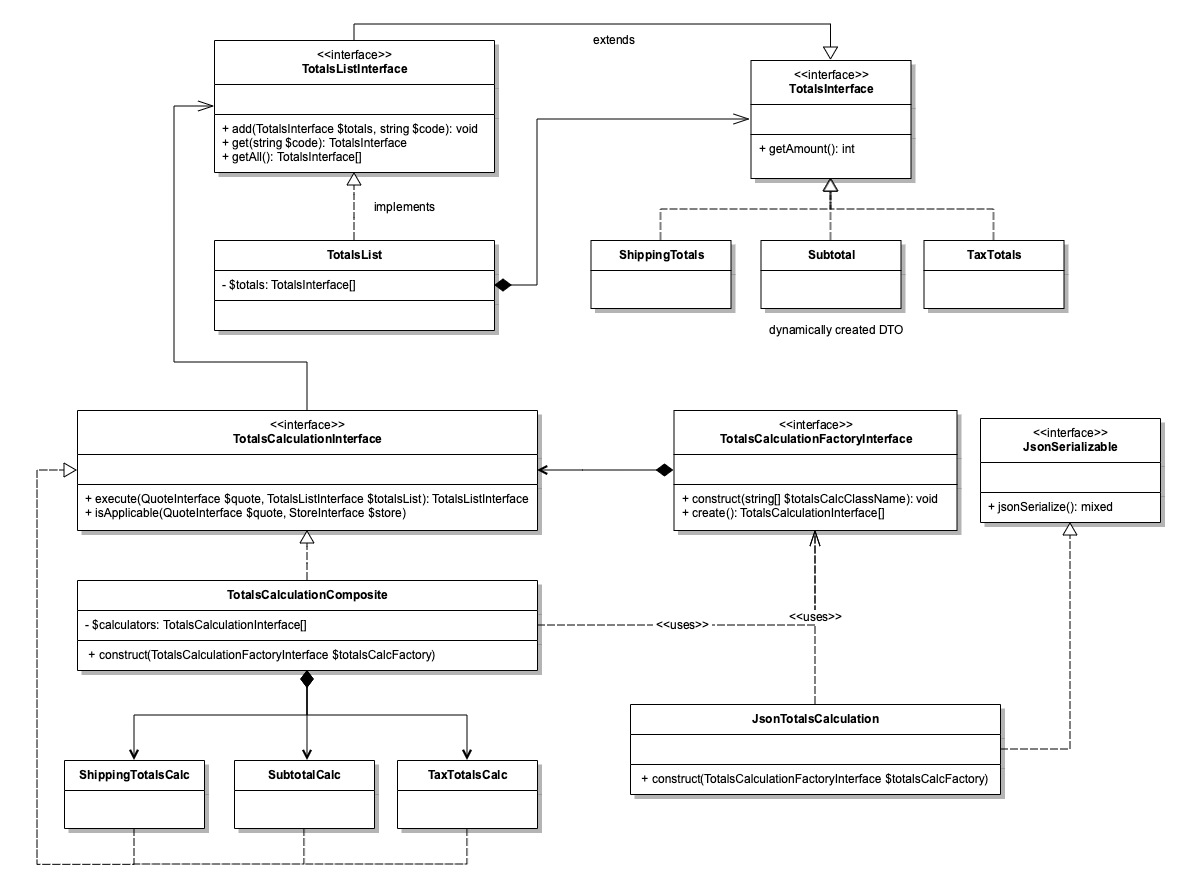 extends
<<interface>>
TotalsListInterface
+ add(TotalsInterface $totals, string $code): void
+ get(string $code): TotalsInterface
+ getAll(): TotalsInterface[]
<<interface>>
TotalsInterface
+ getAmount(): int
implements
TotalsList
- $totals: TotalsInterface[]
ShippingTotals
Subtotal
TaxTotals
dynamically created DTO
<<interface>>
TotalsCalculationInterface
+ execute(QuoteInterface $quote, TotalsListInterface $totalsList): TotalsListInterface
+ isApplicable(QuoteInterface $quote, StoreInterface $store)
<<interface>>
TotalsCalculationFactoryInterface
+ construct(string[] $totalsCalcClassName): void
+ create(): TotalsCalculationInterface[]
<<interface>>
JsonSerializable
+ jsonSerialize(): mixed
TotalsCalculationComposite
- $calculators: TotalsCalculationInterface[]
+ construct(TotalsCalculationFactoryInterface $totalsCalcFactory)
<<uses>>
<<uses>>
ShippingTotalsCalc
SubtotalCalc
TaxTotalsCalc
JsonTotalsCalculation
+ construct(TotalsCalculationFactoryInterface $totalsCalcFactory)